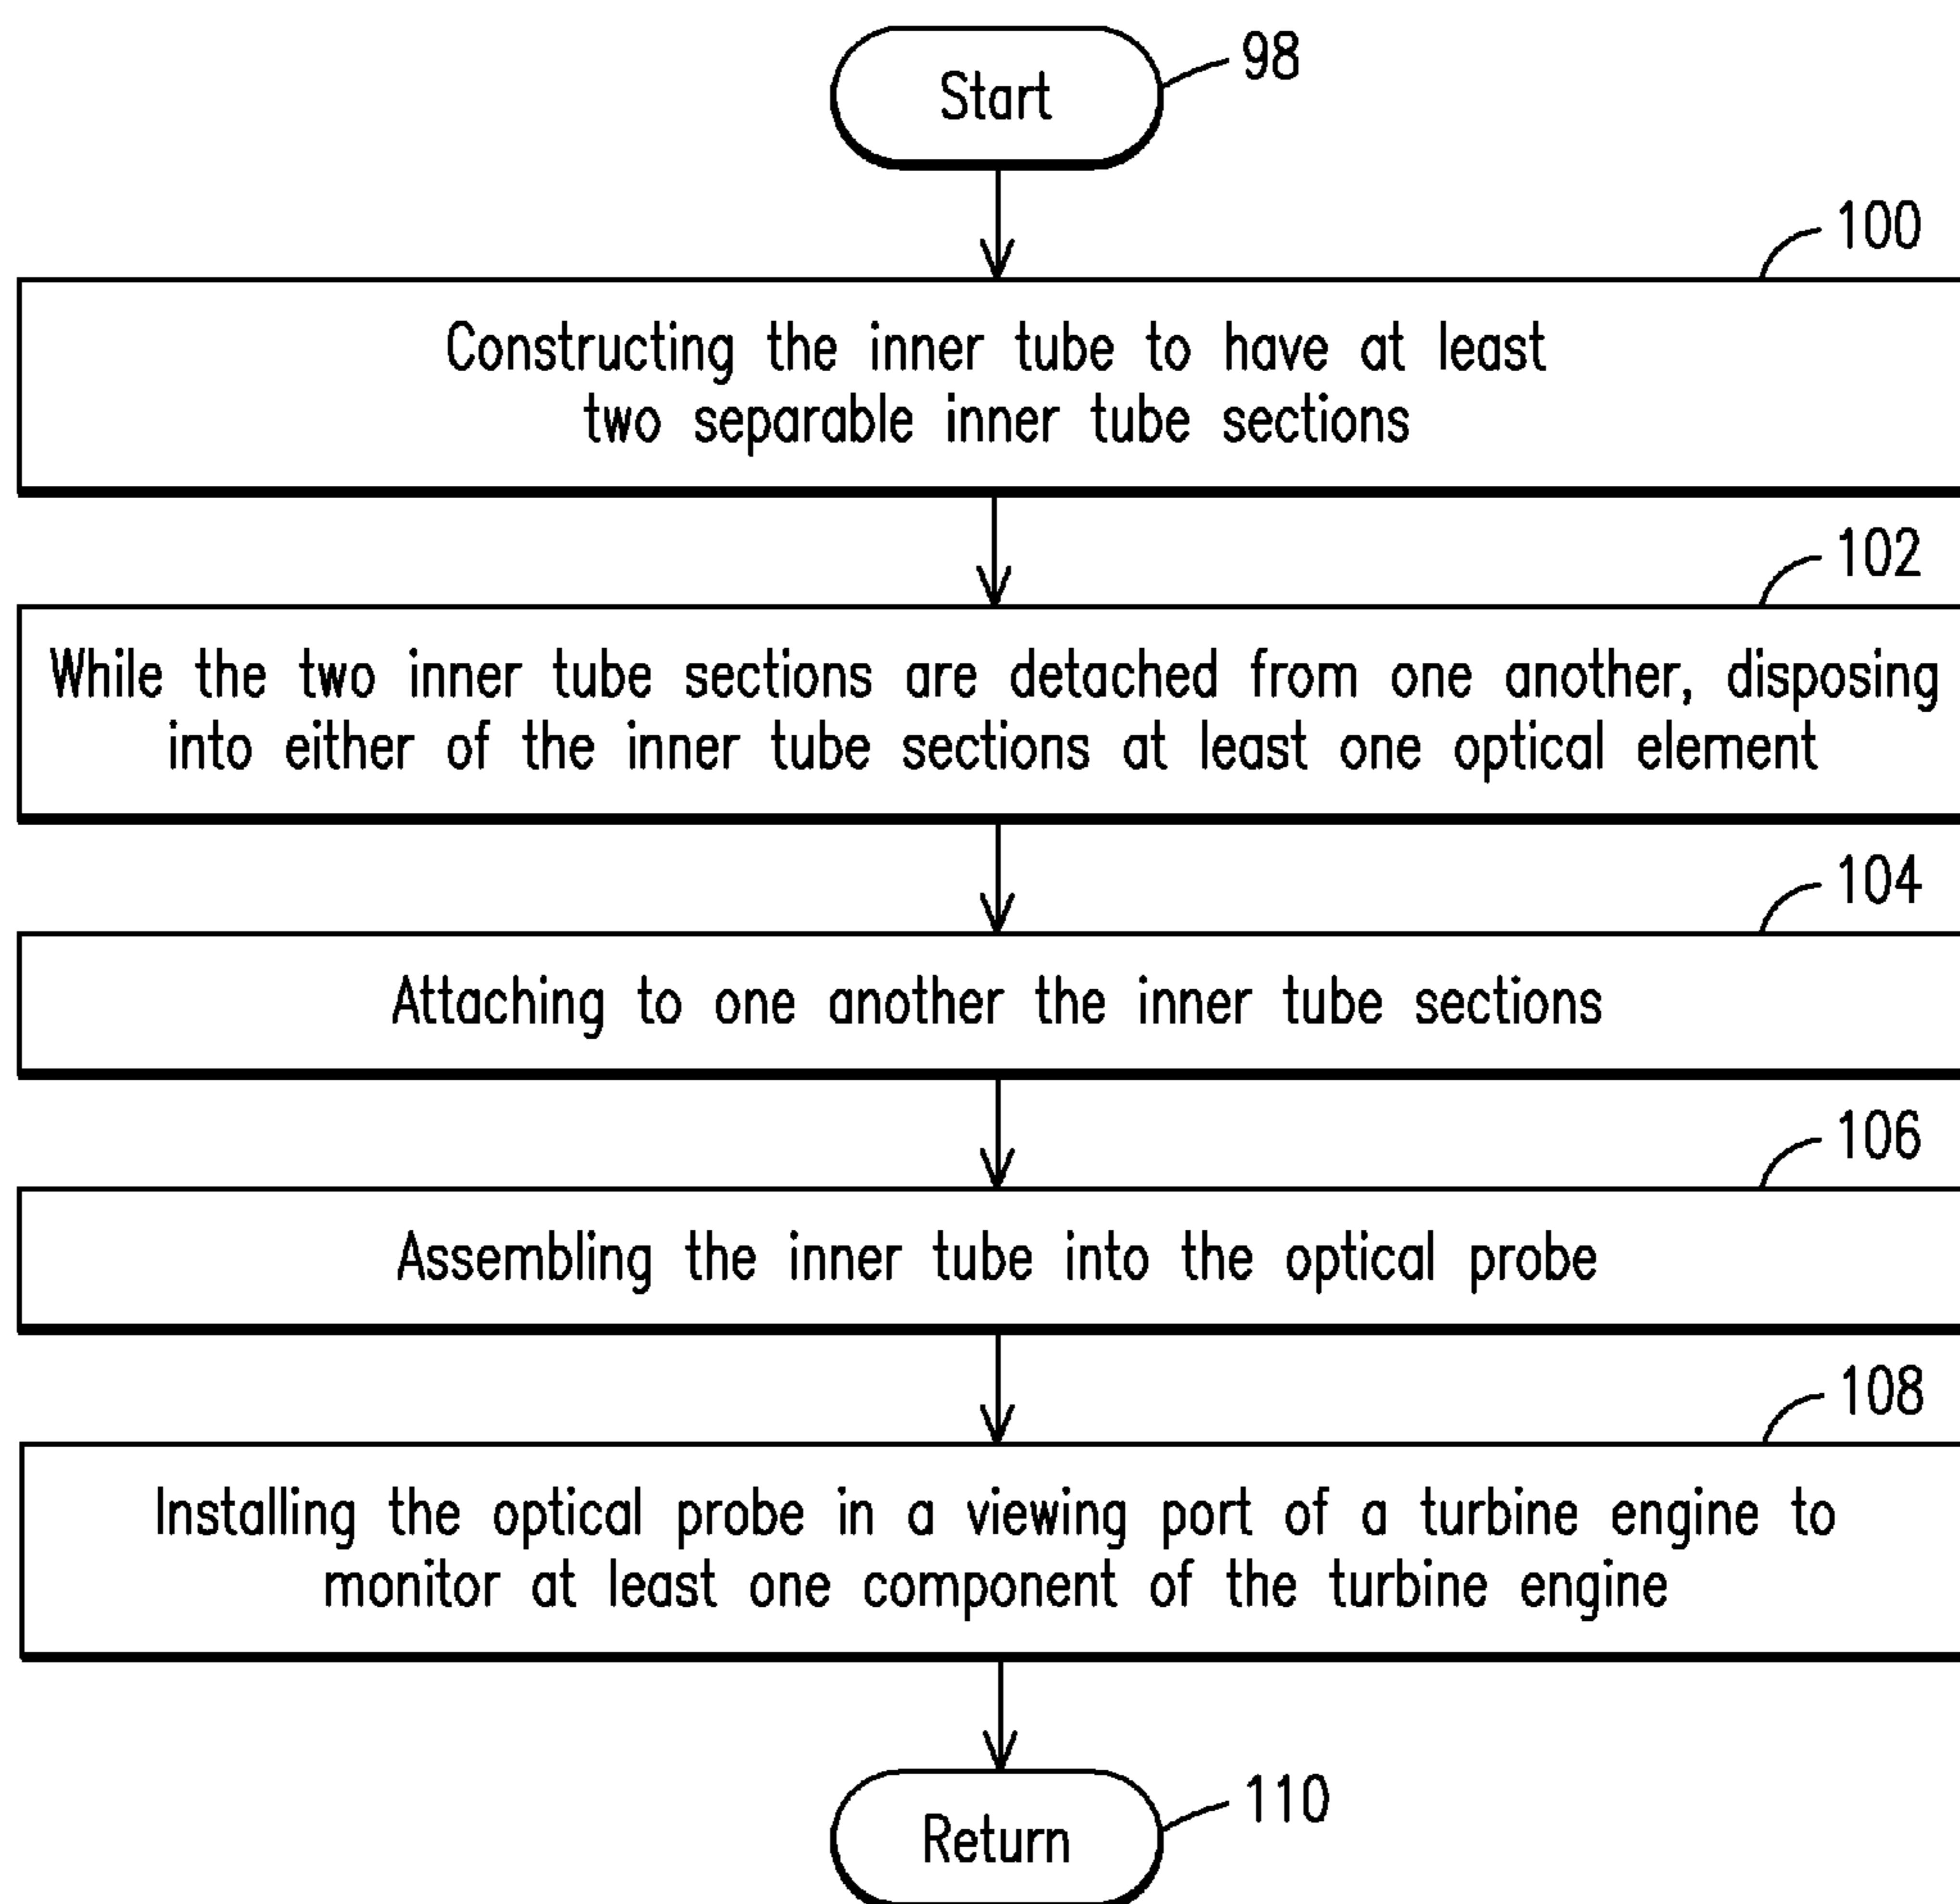 Start
98
100
Constructing the inner tube to have at least
two separable inner tube sections
102
While the two inner tube sections are detached from one another, disposing
into either of the inner tube sections at least one optical element
104
Attaching to one another the inner tube sections
106
Assembling the inner tube into the optical probe
108
Installing the optical probe in a viewing port of a turbine engine to
monitor at least one component of the turbine engine
Return
110